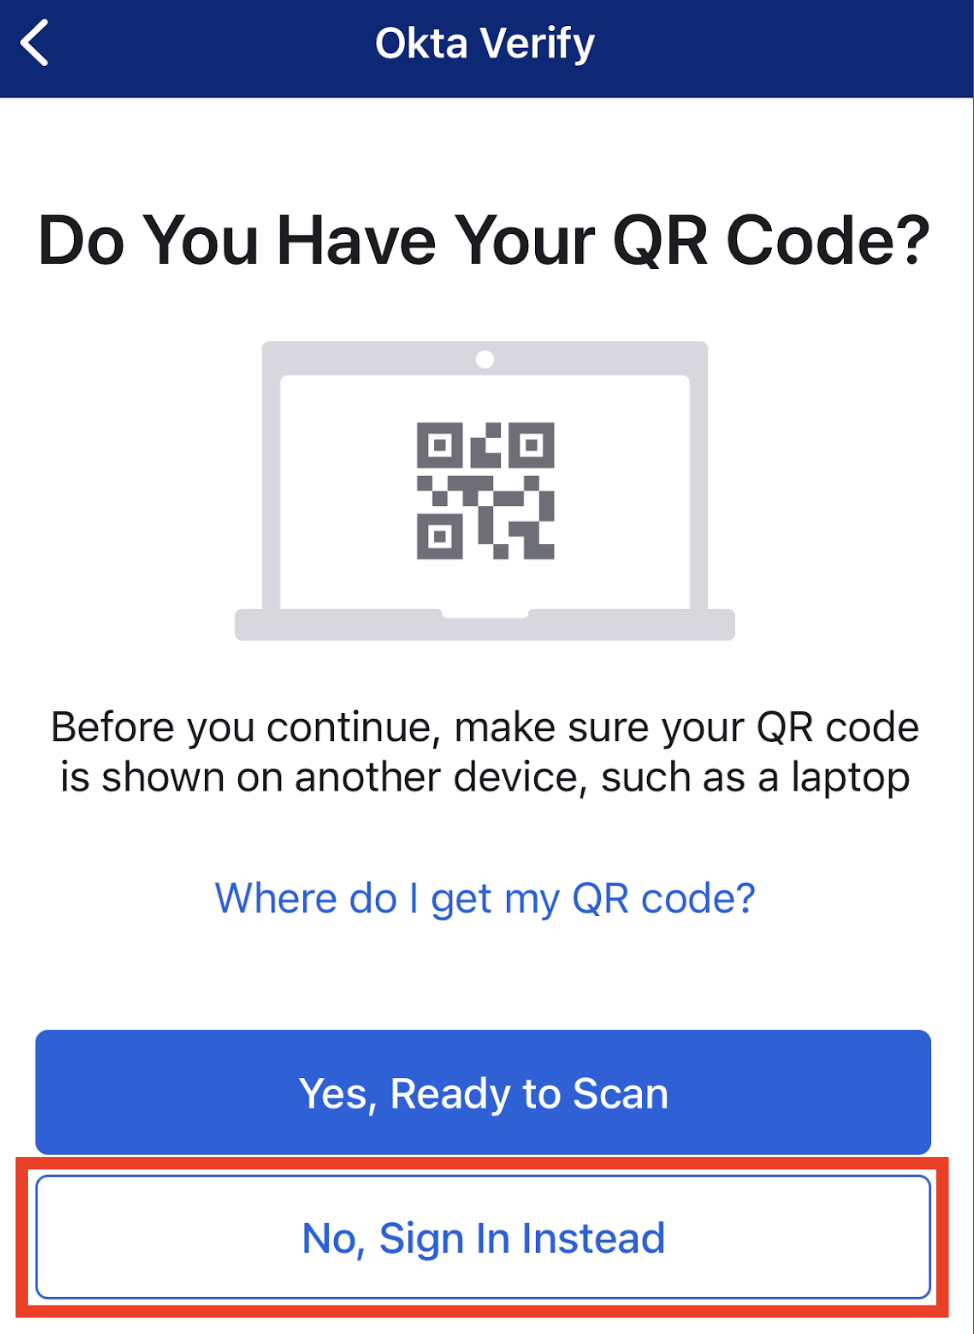 Okta Verify
Do You Have Your QR Code?
Before you continue, make sure your QR code
is shown on another device, such as a laptop
Where do I get my QR code?
Yes, Ready to Scan
No, Sign In Instead